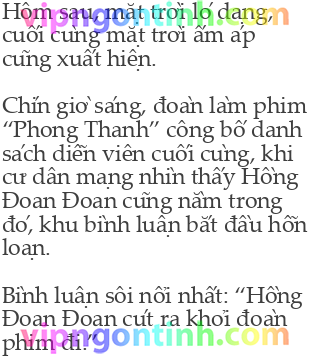 Hôm sau, mặt trời ló dạng,
cuối cùng mặt trời ấm áp
cũng xuất hiện.
Chín giờ sáng, đoàn làm phim
“Phong Thanh” công bố danh
sách diễn viên cuối cùng, khi
cư dân mạng nhìn thấy Hồng
Đoan Đoan cũng nằm trong
đó, khu bình luận bắt đầu hỗn
loạn.
Bình luận sôi nổi nhất: “Hồng
Đoan Đoan cút ra khỏi đoàn
phim đi!”
vipngontinh.com
vipngontinh.com